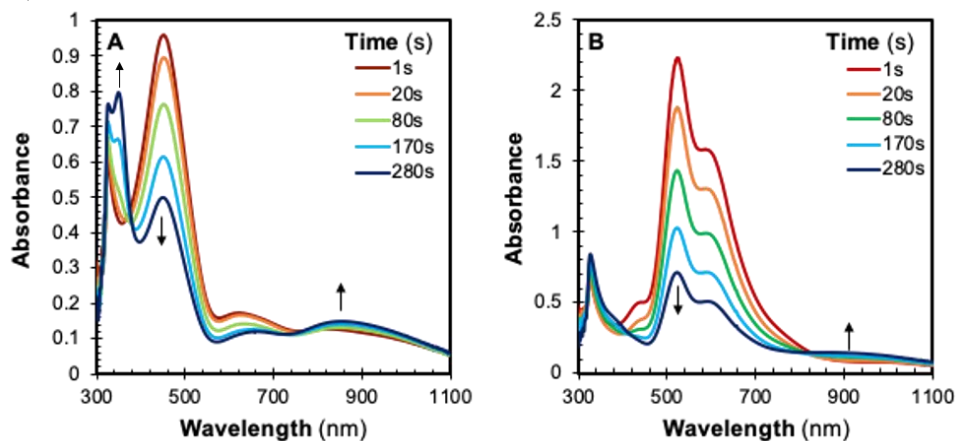 A
Time (s)
1s
20s
80s
170s
280s
1
0.9
0.8
0.7
0.6
0.5
0.4
0.3
0.2
0.1
0
Absorbance
300
500
700
900
1100
Wavelength (nm)
B
Time (s)
1s
20s
80s
170s
280s
2.5
2
1.5
1
0.5
0
Absorbance
300
500
700
900
1100
Wavelength (nm)